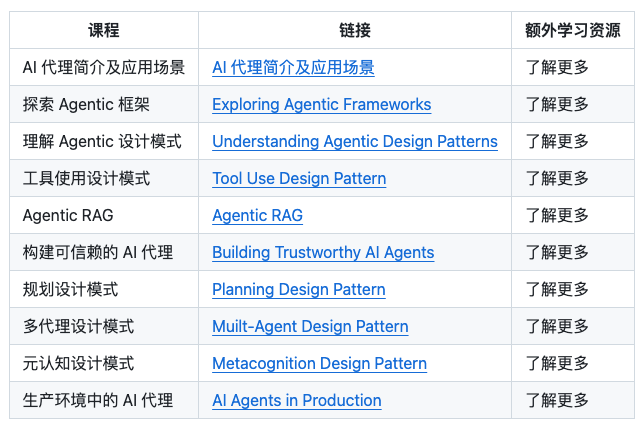 课程 链接 额外学习资源
AI 代理简介及应用场景 AI 代理简介及应用场景 了解更多
探索 Agentic 框架 Exploring Agentic Frameworks 了解更多
理解 Agentic 设计模式 Understanding Agentic Design Patterns 了解更多
工具使用设计模式 Tool Use Design Pattern 了解更多
Agentic RAG Agentic RAG 了解更多
构建可信赖的 AI 代理 Building Trustworthy AI Agents 了解更多
规划设计模式 Planning Design Pattern 了解更多
多代理设计模式 Muilt-Agent Design Pattern 了解更多
元认知设计模式 Metacognition Design Pattern 了解更多
生产环境中的 AI 代理 AI Agents in Production 了解更多